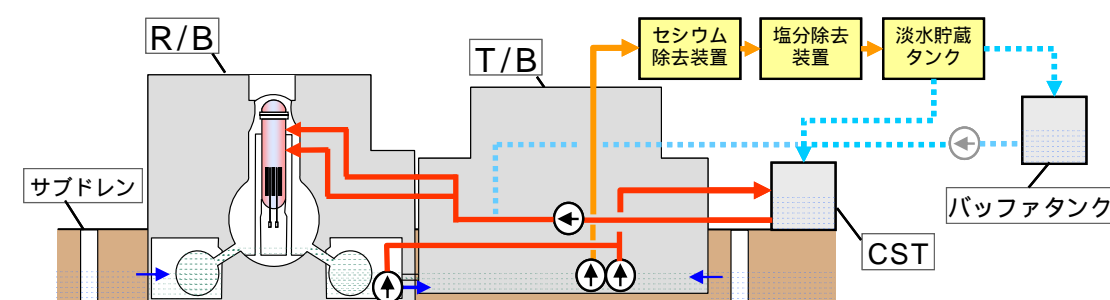 R/B
T/B
セシウム
除去装置
塩分除去
装置
淡水貯蔵
タンク
サブドレン
バッファタンク
CST